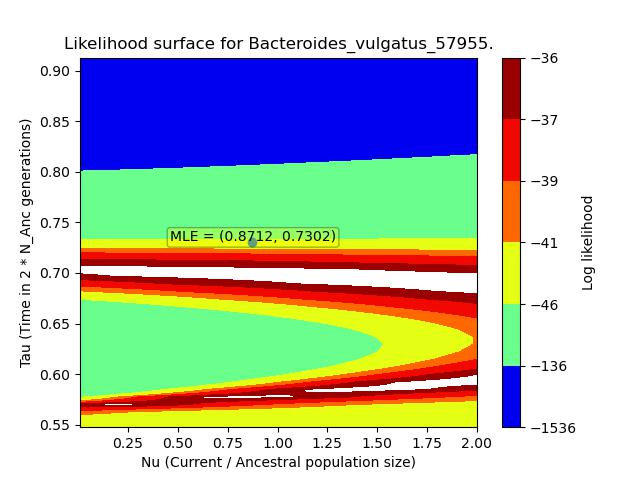 Likelihood surface for Bacteroides_vulgatus_57955.
0.90
0.85
0.80
0.75
0.70
0.65
0.60
0.55
Tau (Time in 2 * N_Anc generations)
MLE = (0.8712, 0.7302)
0.25 0.50 0.75 1.00 1.25 1.50 1.75 2.00
Nu (Current / Ancestral population size)
−36
−37
−39
−41
−46
−136
−1536
Log likelihood